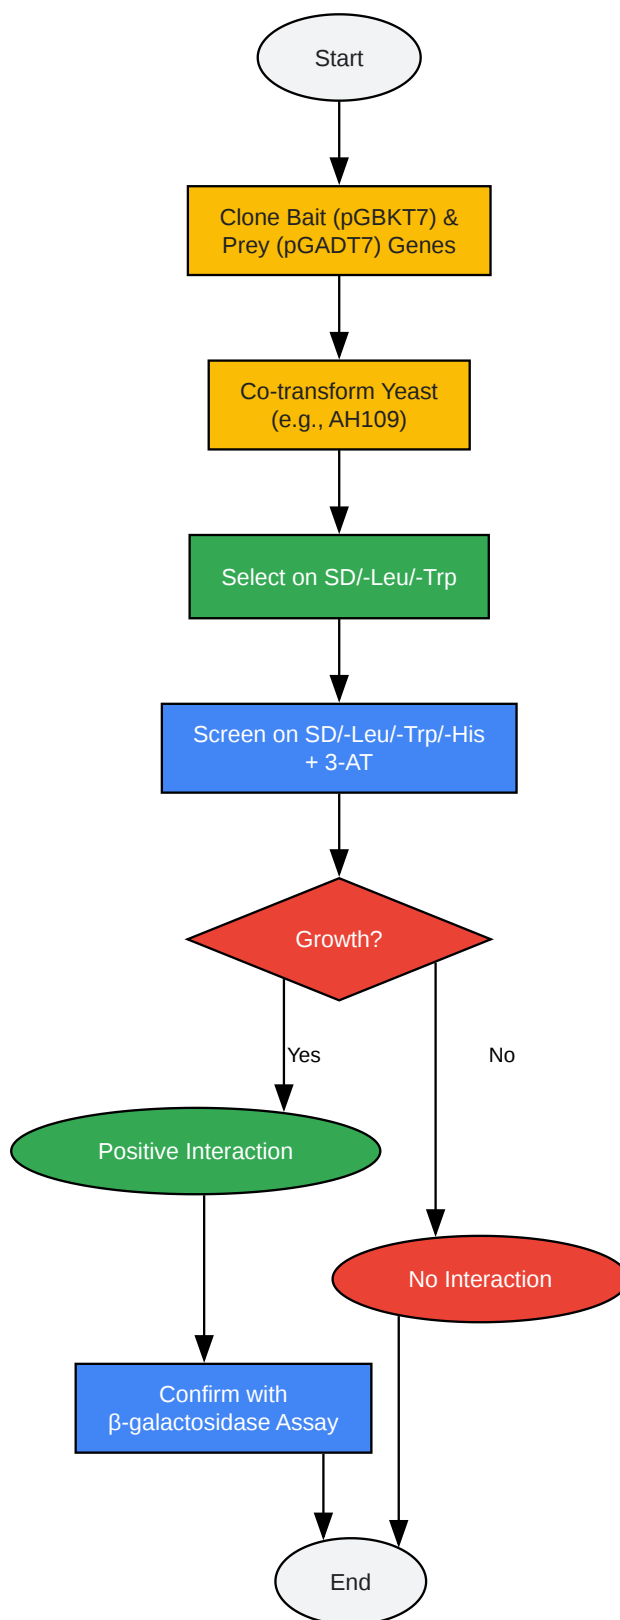 Start
Clone Bait (pGBKT7) &
Prey (pGADT7) Genes
Co-transform Yeast
(e.g., AH109)
Select on SD/-Leu/-Trp
Screen on SD/-Leu/-Trp/-His
+ 3-AT
Growth?
Yes
No
Positive Interaction
No Interaction
Confirm with
β-galactosidase Assay
End